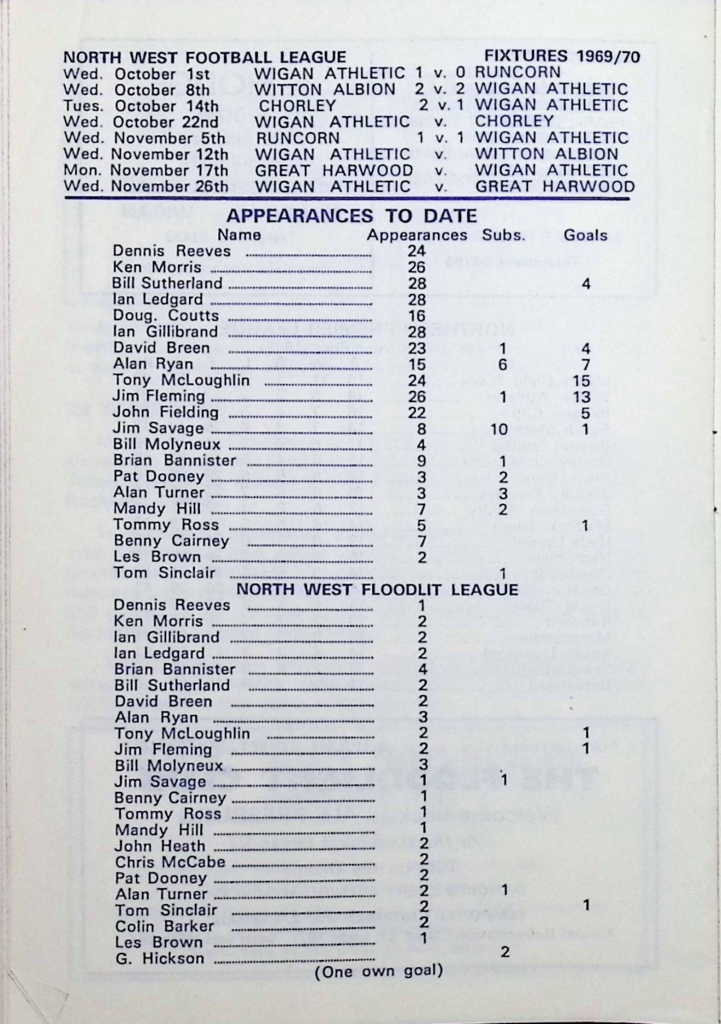 NORTH WEST FOOTBALL LEAGUE FIXTURES 1969/70
Wed. October 1st WIGAN ATHLETIC 1 v. 0 RUNCORN
Wed. October 8th WITTON ALBION 2 v. 2 WIGAN ATHLETIC
Tues. October 14th CHORLEY 2 v. 1 WIGAN ATHLETIC
Wed. October 22nd WIGAN ATHLETIC v. CHORLEY
Wed. November 5th RUNCORN 1 v. 1 WIGAN ATHLETIC
Wed. November 12th WIGAN ATHLETIC v. WITTON ALBION
Mon. November 17th GREAT HARWOOD v. WIGAN ATHLETIC
Wed. November 26th WIGAN ATHLETIC v. GREAT HARWOOD
APPEARANCES TO DATE
Name Appearances Subs. Goals
Dennis Reeves 24
Ken Morris 26
Bill Sutherland 28 4
Ian Ledgard 28
Doug. Coutts 16
Ian Gillibrand 28
David Breen 23 1 4
Alan Ryan 15 6 7
Tony McLoughlin 24 15
Jim Fleming 26 1 13
John Fielding 22 5
Jim Savage 8 10 1
Bill Molyneux 4
Brian Bannister 9 1
Pat Dooney 3 2
Alan Turner 3 3
Mandy Hill 7 2
Tommy Ross 5 1
Benny Cairney 7
Les Brown 2
Tom Sinclair 1
NORTH WEST FLOODLIT LEAGUE
Dennis Reeves 1
Ken Morris 2
Ian Gillibrand 2
Ian Ledgard 2
Brian Bannister 4
Bill Sutherland 2
David Breen 2
Alan Ryan 3
Tony McLoughlin 2 1
Jim Fleming 2 1
Bill Molyneux 3
Jim Savage 1 1
Benny Cairney 1
Tommy Ross 1
Mandy Hill 1
John Heath 2
Chris McCabe 2
Pat Dooney 2
Alan Turner 2 1
Tom Sinclair 2 1
Colin Barker 2
Les Brown 1
G. Hickson 2
(One own goal)